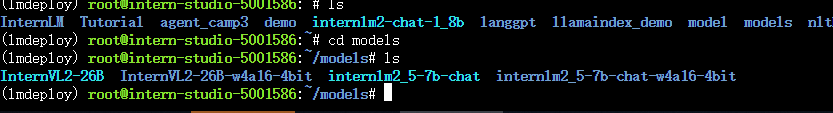 (lmdeploy) root@intern-studio-5001586:~# ls
InternLM Tutorial agent_camp3 demo internlm2-chat-1_8b langgpt llamaindex_demo model models nlt
(lmdeploy) root@intern-studio-5001586:~# cd models
(lmdeploy) root@intern-studio-5001586:~/models# ls
InternVL2-26B InternVL2-26B-w4a16-4bit internlm2_5-7b-chat internlm2_5-7b-chat-w4a16-4bit
(lmdeploy) root@intern-studio-5001586:~/models#